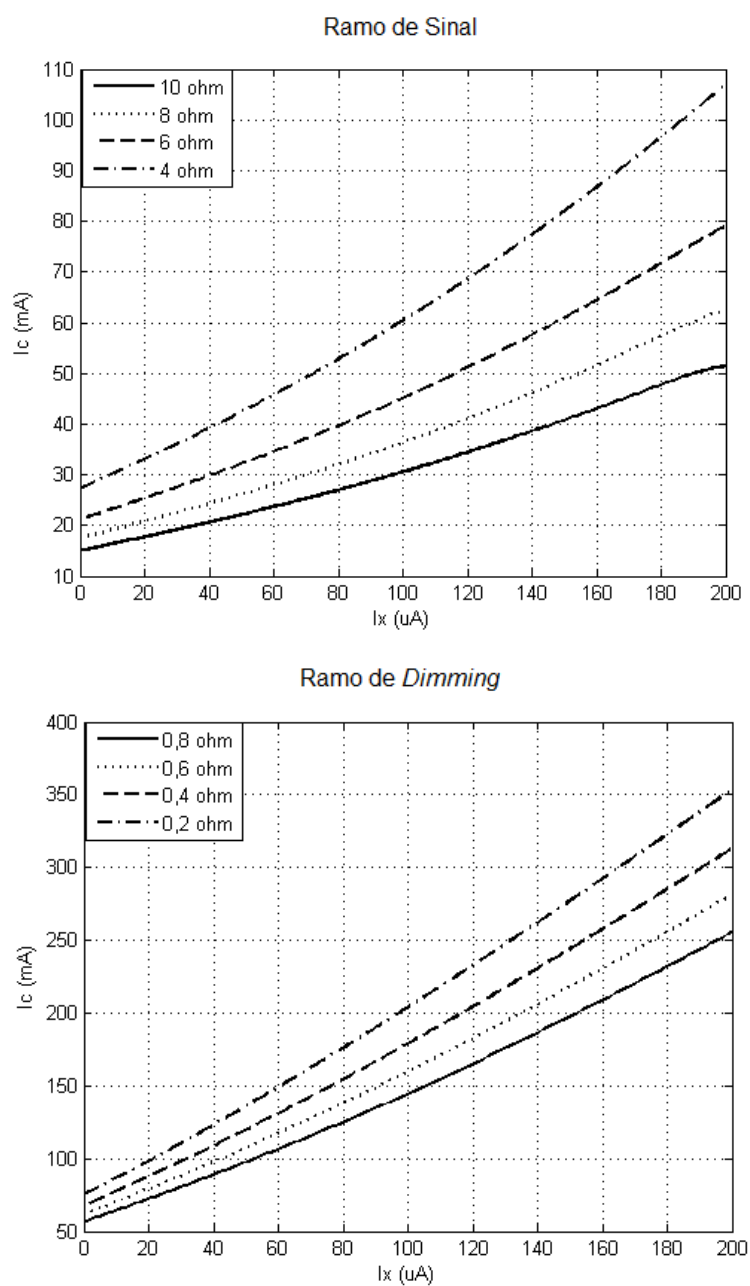 Ramo de Sinal
110
100
90
80
70
60
50
40
30
20
10
Ic (mA)
10 ohm
8 ohm
6 ohm
4 ohm
0 20 40 60 80 100 120 140 160 180 200
Ix (uA)
Ramo de Dimming
400
350
300
250
200
150
100
50
Ic (mA)
0,8 ohm
0,6 ohm
0,4 ohm
0,2 ohm
0 20 40 60 80 100 120 140 160 180 200
Ix (uA)